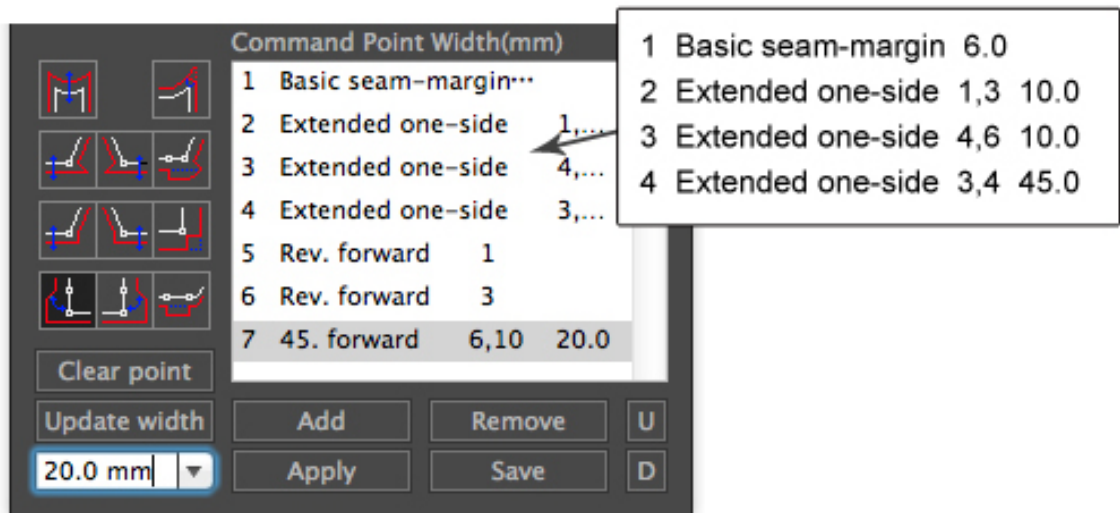 Command Point Width(mm)
1 Basic seam-margin…
2 Extended one-side 1,...
3 Extended one-side 4,...
4 Extended one-side 3,...
5 Rev. forward 1
6 Rev. forward 3
7 45. forward 6,10 20.0
Clear point
Update width
20.0 mm
Add
Remove
U
Apply
Save
D
1 Basic seam-margin 6.0
2 Extended one-side 1,3 10.0
3 Extended one-side 4,6 10.0
4 Extended one-side 3,4 45.0